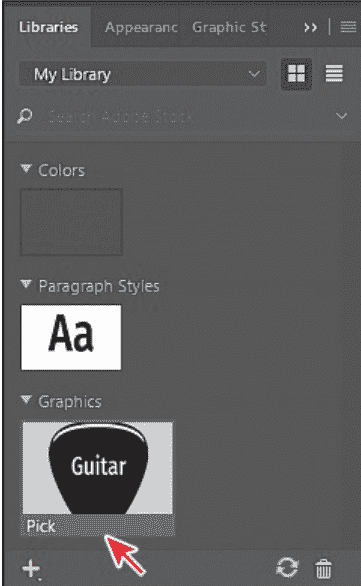 Libraries Appearanc Graphic St
My Library
Search Adobe Stock
Colors
Paragraph Styles
Aa
Graphics
Guitar
Pick